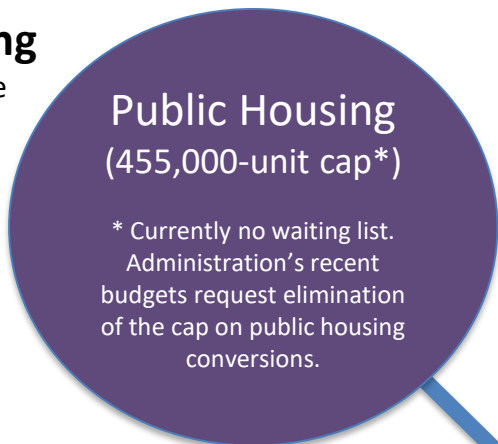 ng
e
Public Housing
(455,000-unit cap*)
* Currently no waiting list.
Administration’s recent
budgets request elimination
of the cap on public housing
conversions.